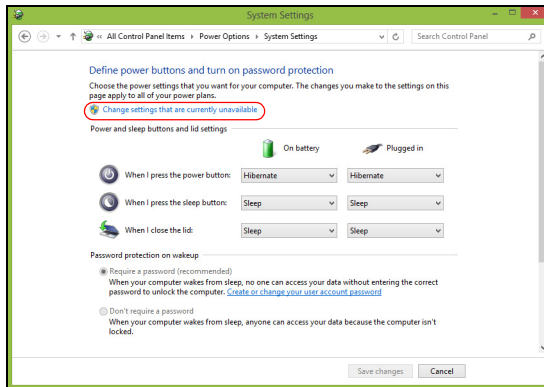 System Settings
« All Control Panel Items ▸ Power Options ▸ System Settings
Search Control Panel
Define power buttons and turn on password protection
Choose the power settings that you want for your computer. The changes you make to the settings on this
page apply to all of your power plans.
Change settings that are currently unavailable
Power and sleep buttons and lid settings
On battery Plugged in
When I press the power button: Hibernate Hibernate
When I press the sleep button: Sleep Sleep
When I close the lid: Sleep Sleep
Password protection on wakeup
Require a password (recommended)
When your computer wakes from sleep, no one can access your data without entering the correct
password to unlock the computer. Create or change your user account password
Don't require a password
When your computer wakes from sleep, anyone can access your data because the computer isn't
locked.
Save changes Cancel